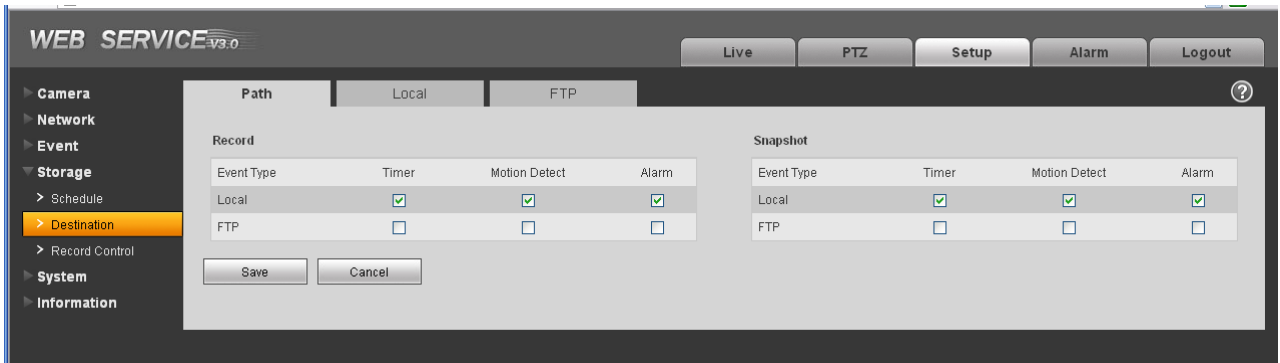 WEB SERVICE V3.0
Live PTZ Setup Alarm Logout
Camera
Network
Event
Storage
> Schedule
> Destination
> Record Control
System
Information
Path Local FTP ?
Record
Event Type Timer Motion Detect Alarm
Local
FTP
Snapshot
Event Type Timer Motion Detect Alarm
Local
FTP
Save Cancel